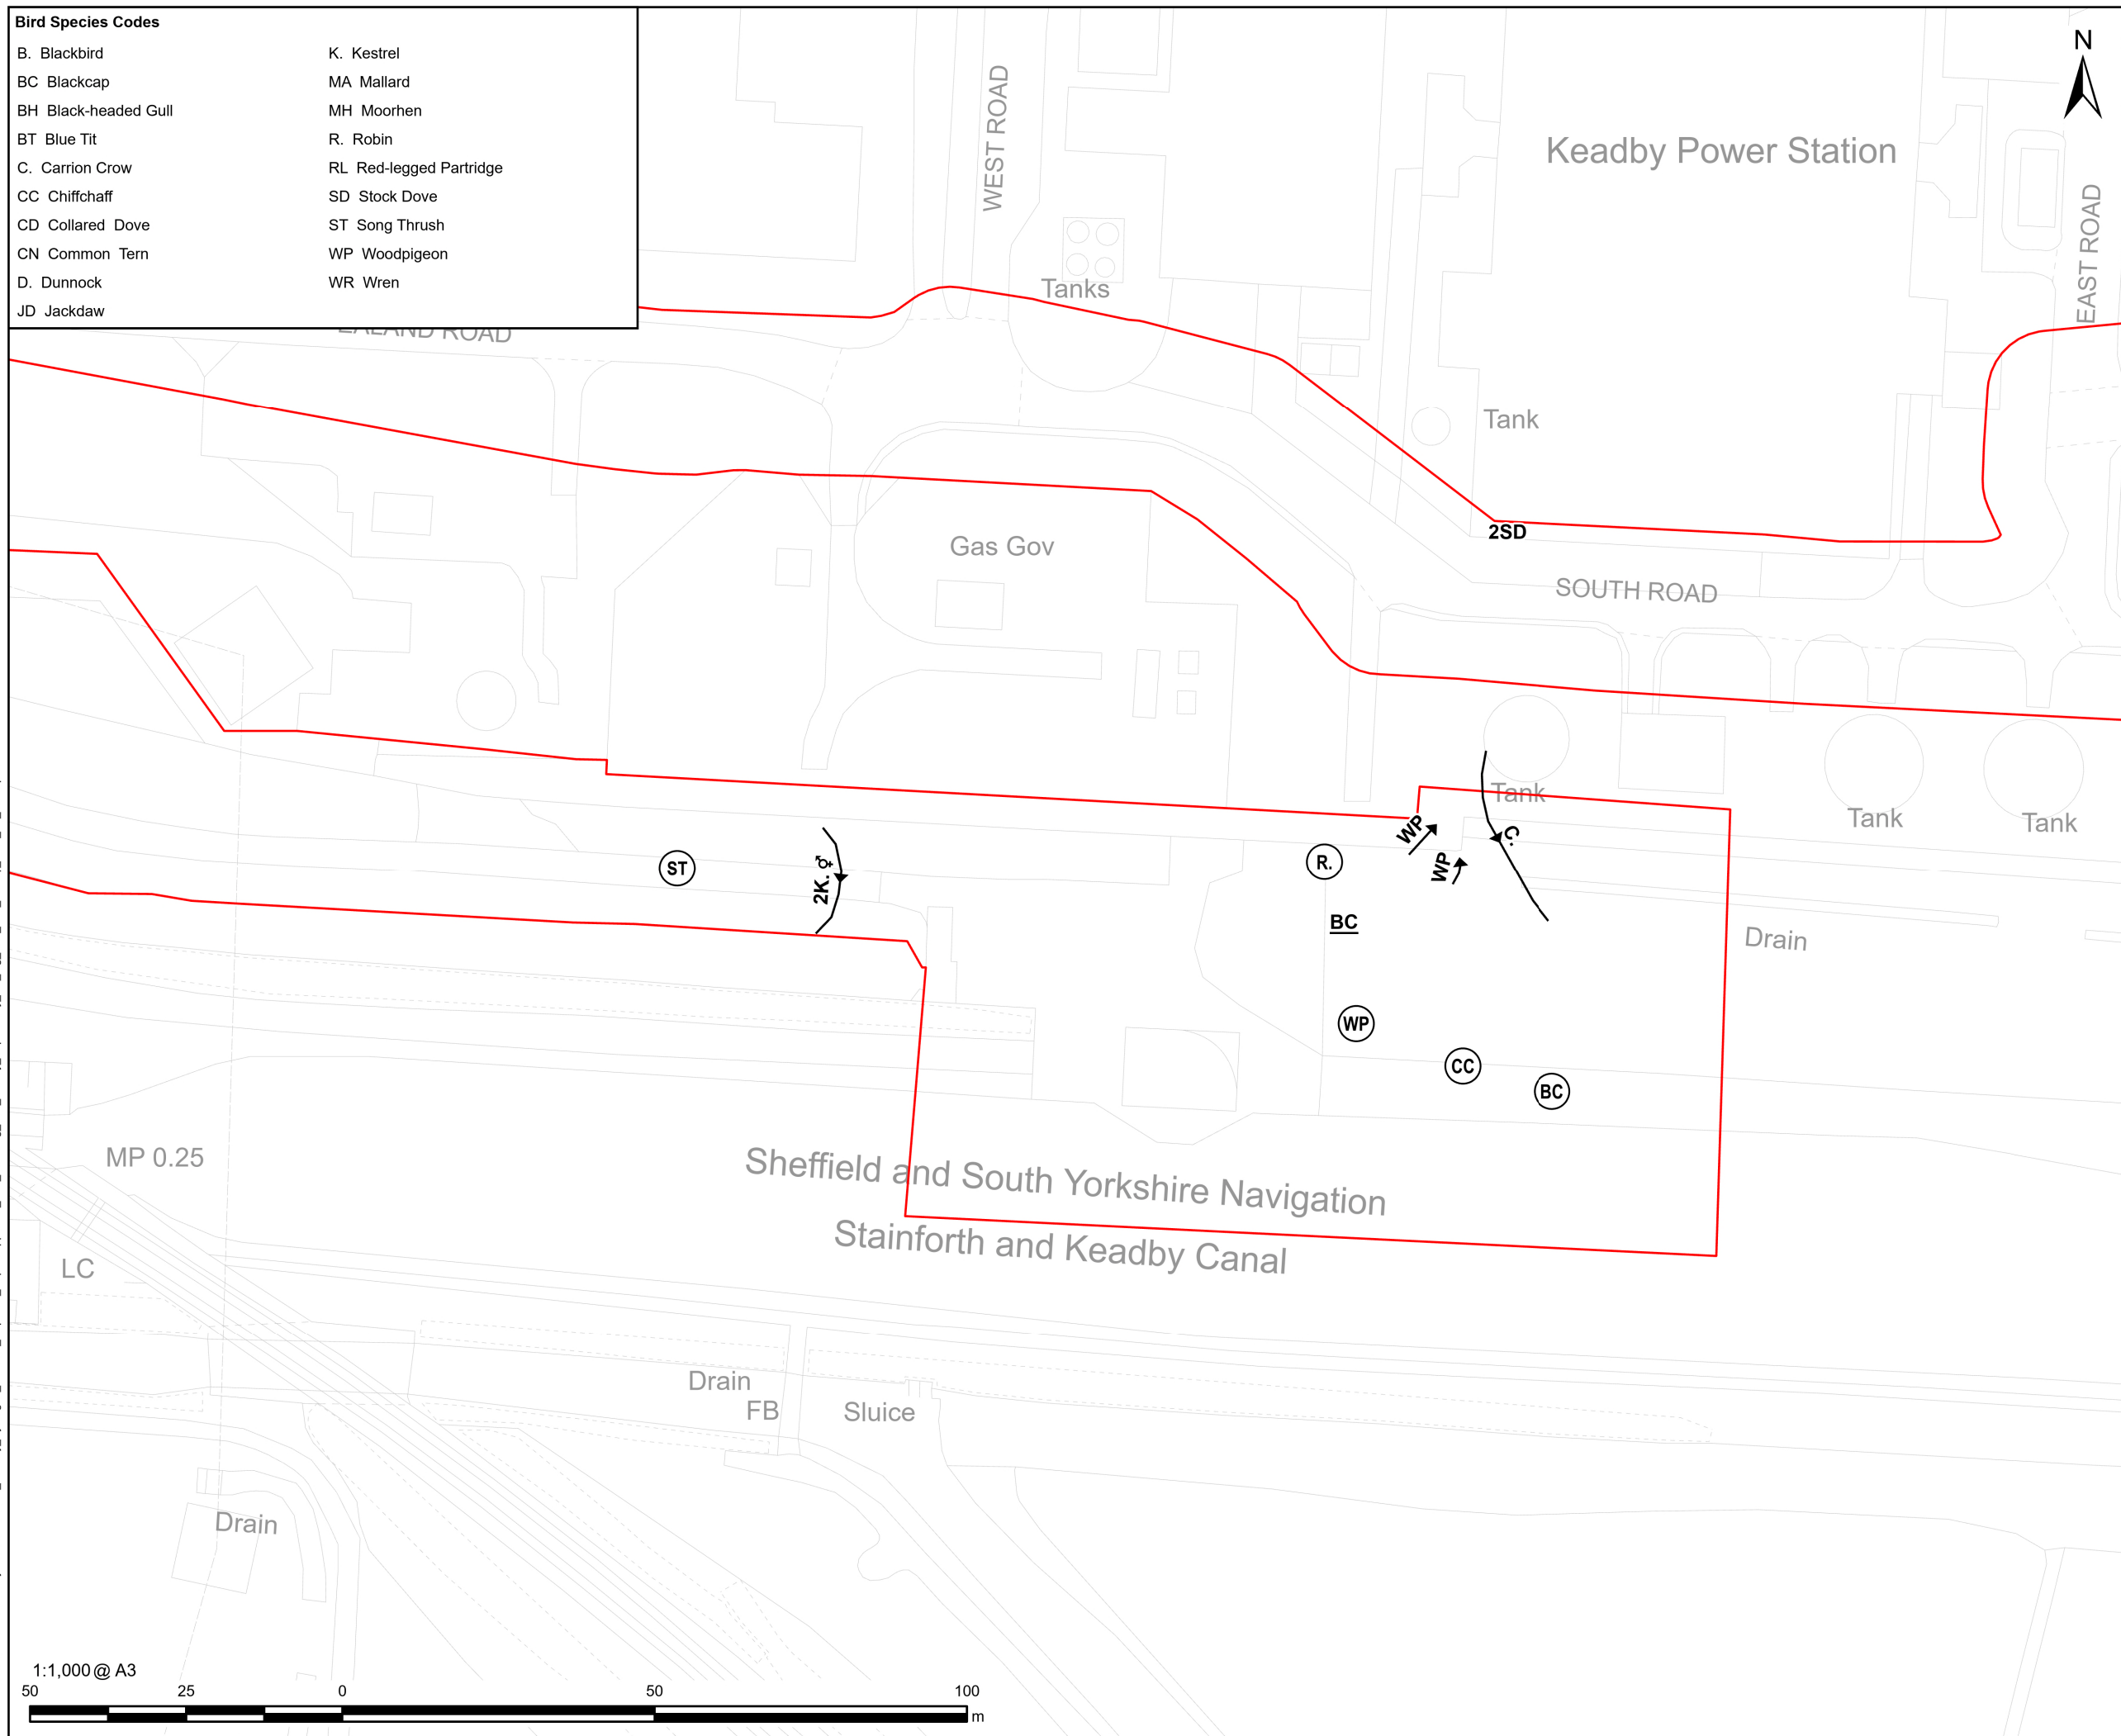 Bird Species Codes
B. Blackbird
BC Blackcap
BH Black-headed Gull
BT Blue Tit
C. Carrion Crow
CC Chiffchaff
CD Collared Dove
CN Common Tern
D. Dunnock
JD Jackdaw
K. Kestrel
MA Mallard
MH Moorhen
R. Robin
RL Red-legged Partridge
SD Stock Dove
ST Song Thrush
WP Woodpigeon
WR Wren
N
WEST ROAD
Keadby Power Station
EAST ROAD
Tanks
EALAND ROAD
Tank
2SD
Gas Gov
SOUTH ROAD
Tank
Tank
Tank
WP
C.
ST
2K. ⚥
R.
WP
BC
Drain
WP
CC
BC
MP 0.25
Sheffield and South Yorkshire Navigation
Stainforth and Keadby Canal
LC
Drain
FB
Sluice
Drain
1:1,000 @ A3
50 25 0 50 100
m